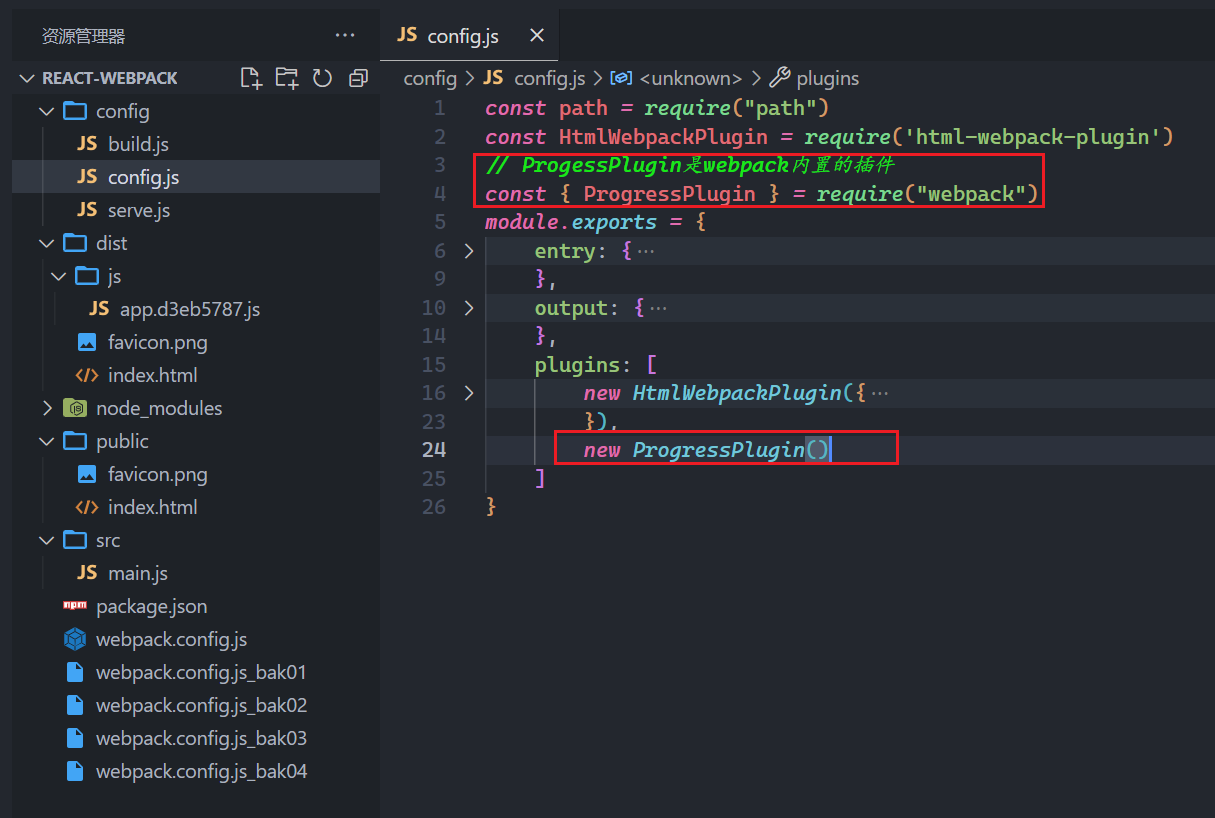 资源管理器 ···
REACT-WEBPACK
config
JS build.js
JS config.js
JS serve.js
dist
js
JS app.d3eb5787.js
favicon.png
index.html
node_modules
public
favicon.png
index.html
src
JS main.js
npm package.json
webpack.config.js
webpack.config.js_bak01
webpack.config.js_bak02
webpack.config.js_bak03
webpack.config.js_bak04
JS config.js ×
config > JS config.js > <unknown> > plugins
1 const path = require("path")
2 const HtmlWebpackPlugin = require('html-webpack-plugin')
3 // ProgessPlugin是webpack内置的插件
4 const { ProgressPlugin } = require("webpack")
5 module.exports = {
6 > entry: {···
9 },
10 > output: {···
14 },
15 plugins: [
16 > new HtmlWebpackPlugin({···
23 }),
24 new ProgressPlugin()
25 ]
26 }